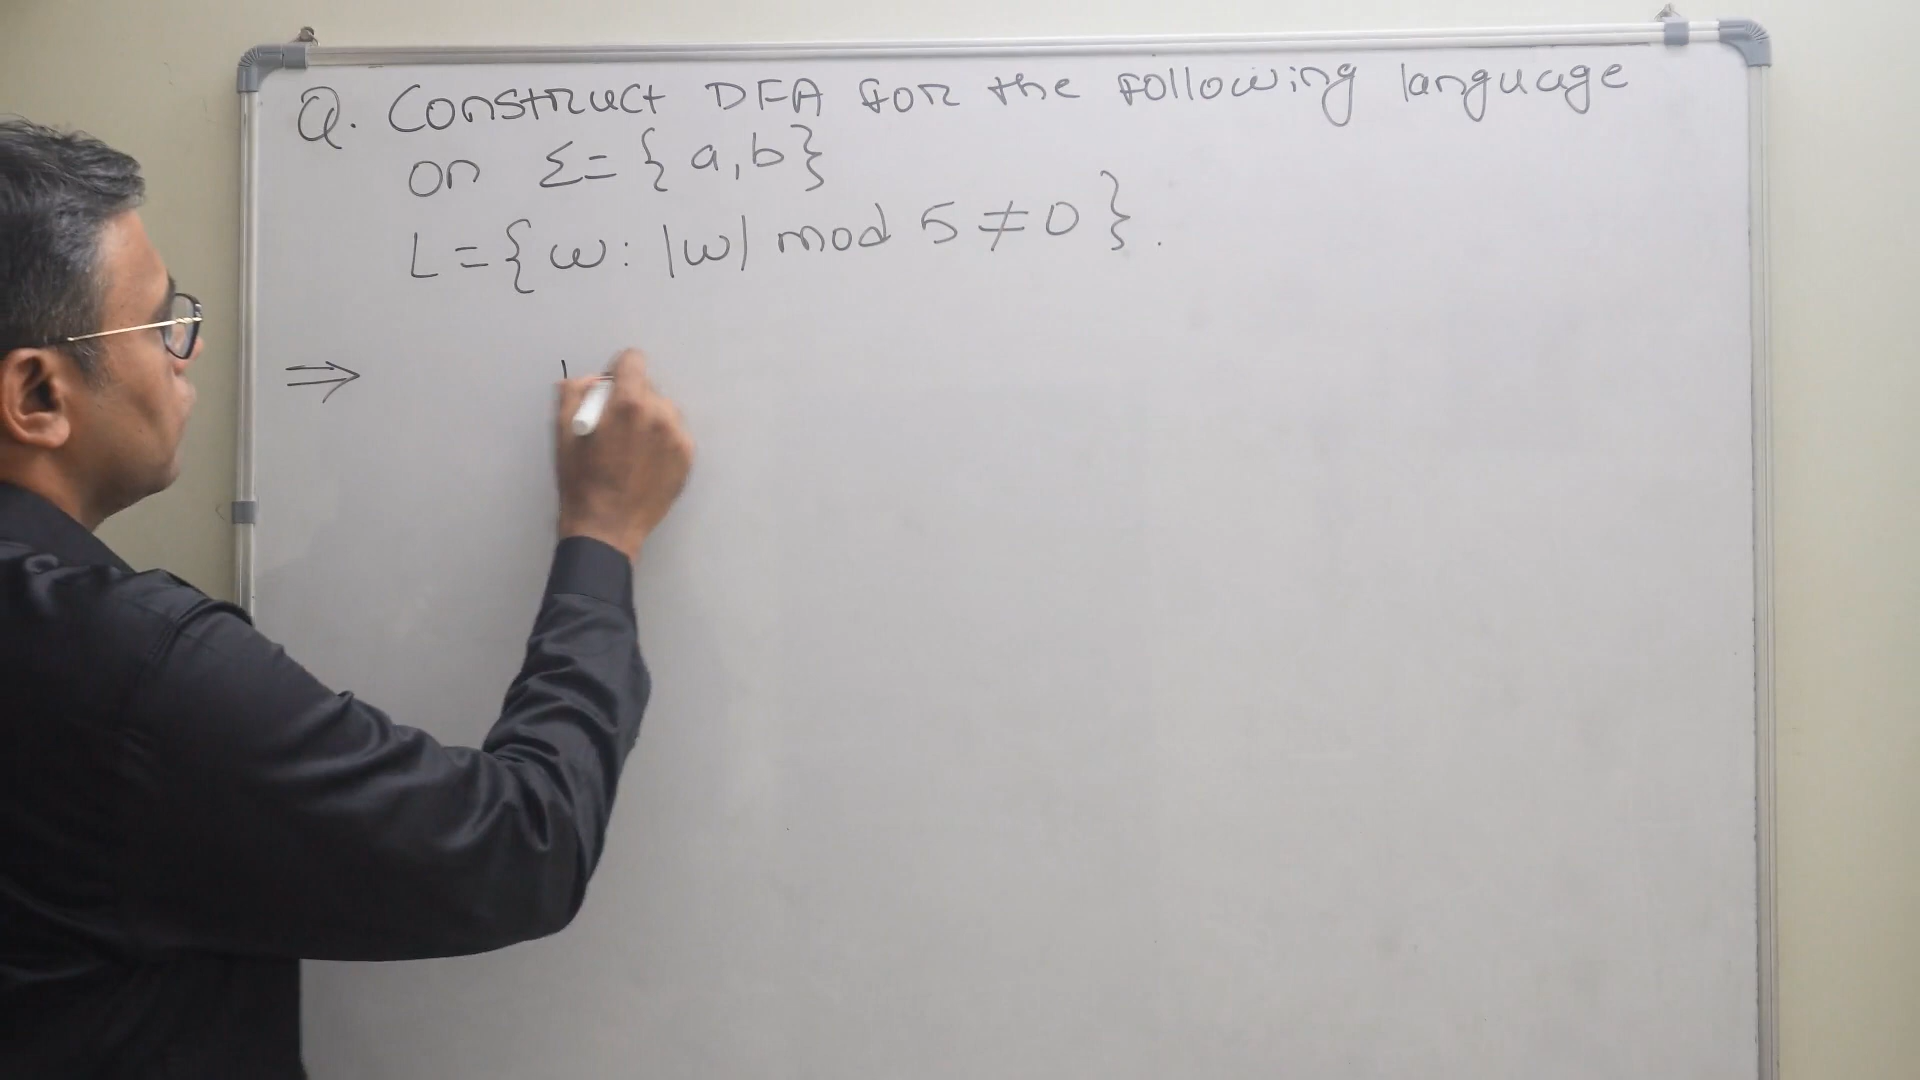 Q. Construct DFA for the following language
on Σ = { a, b }
L = { w : |w| mod 5 ≠ 0 } .
⇒